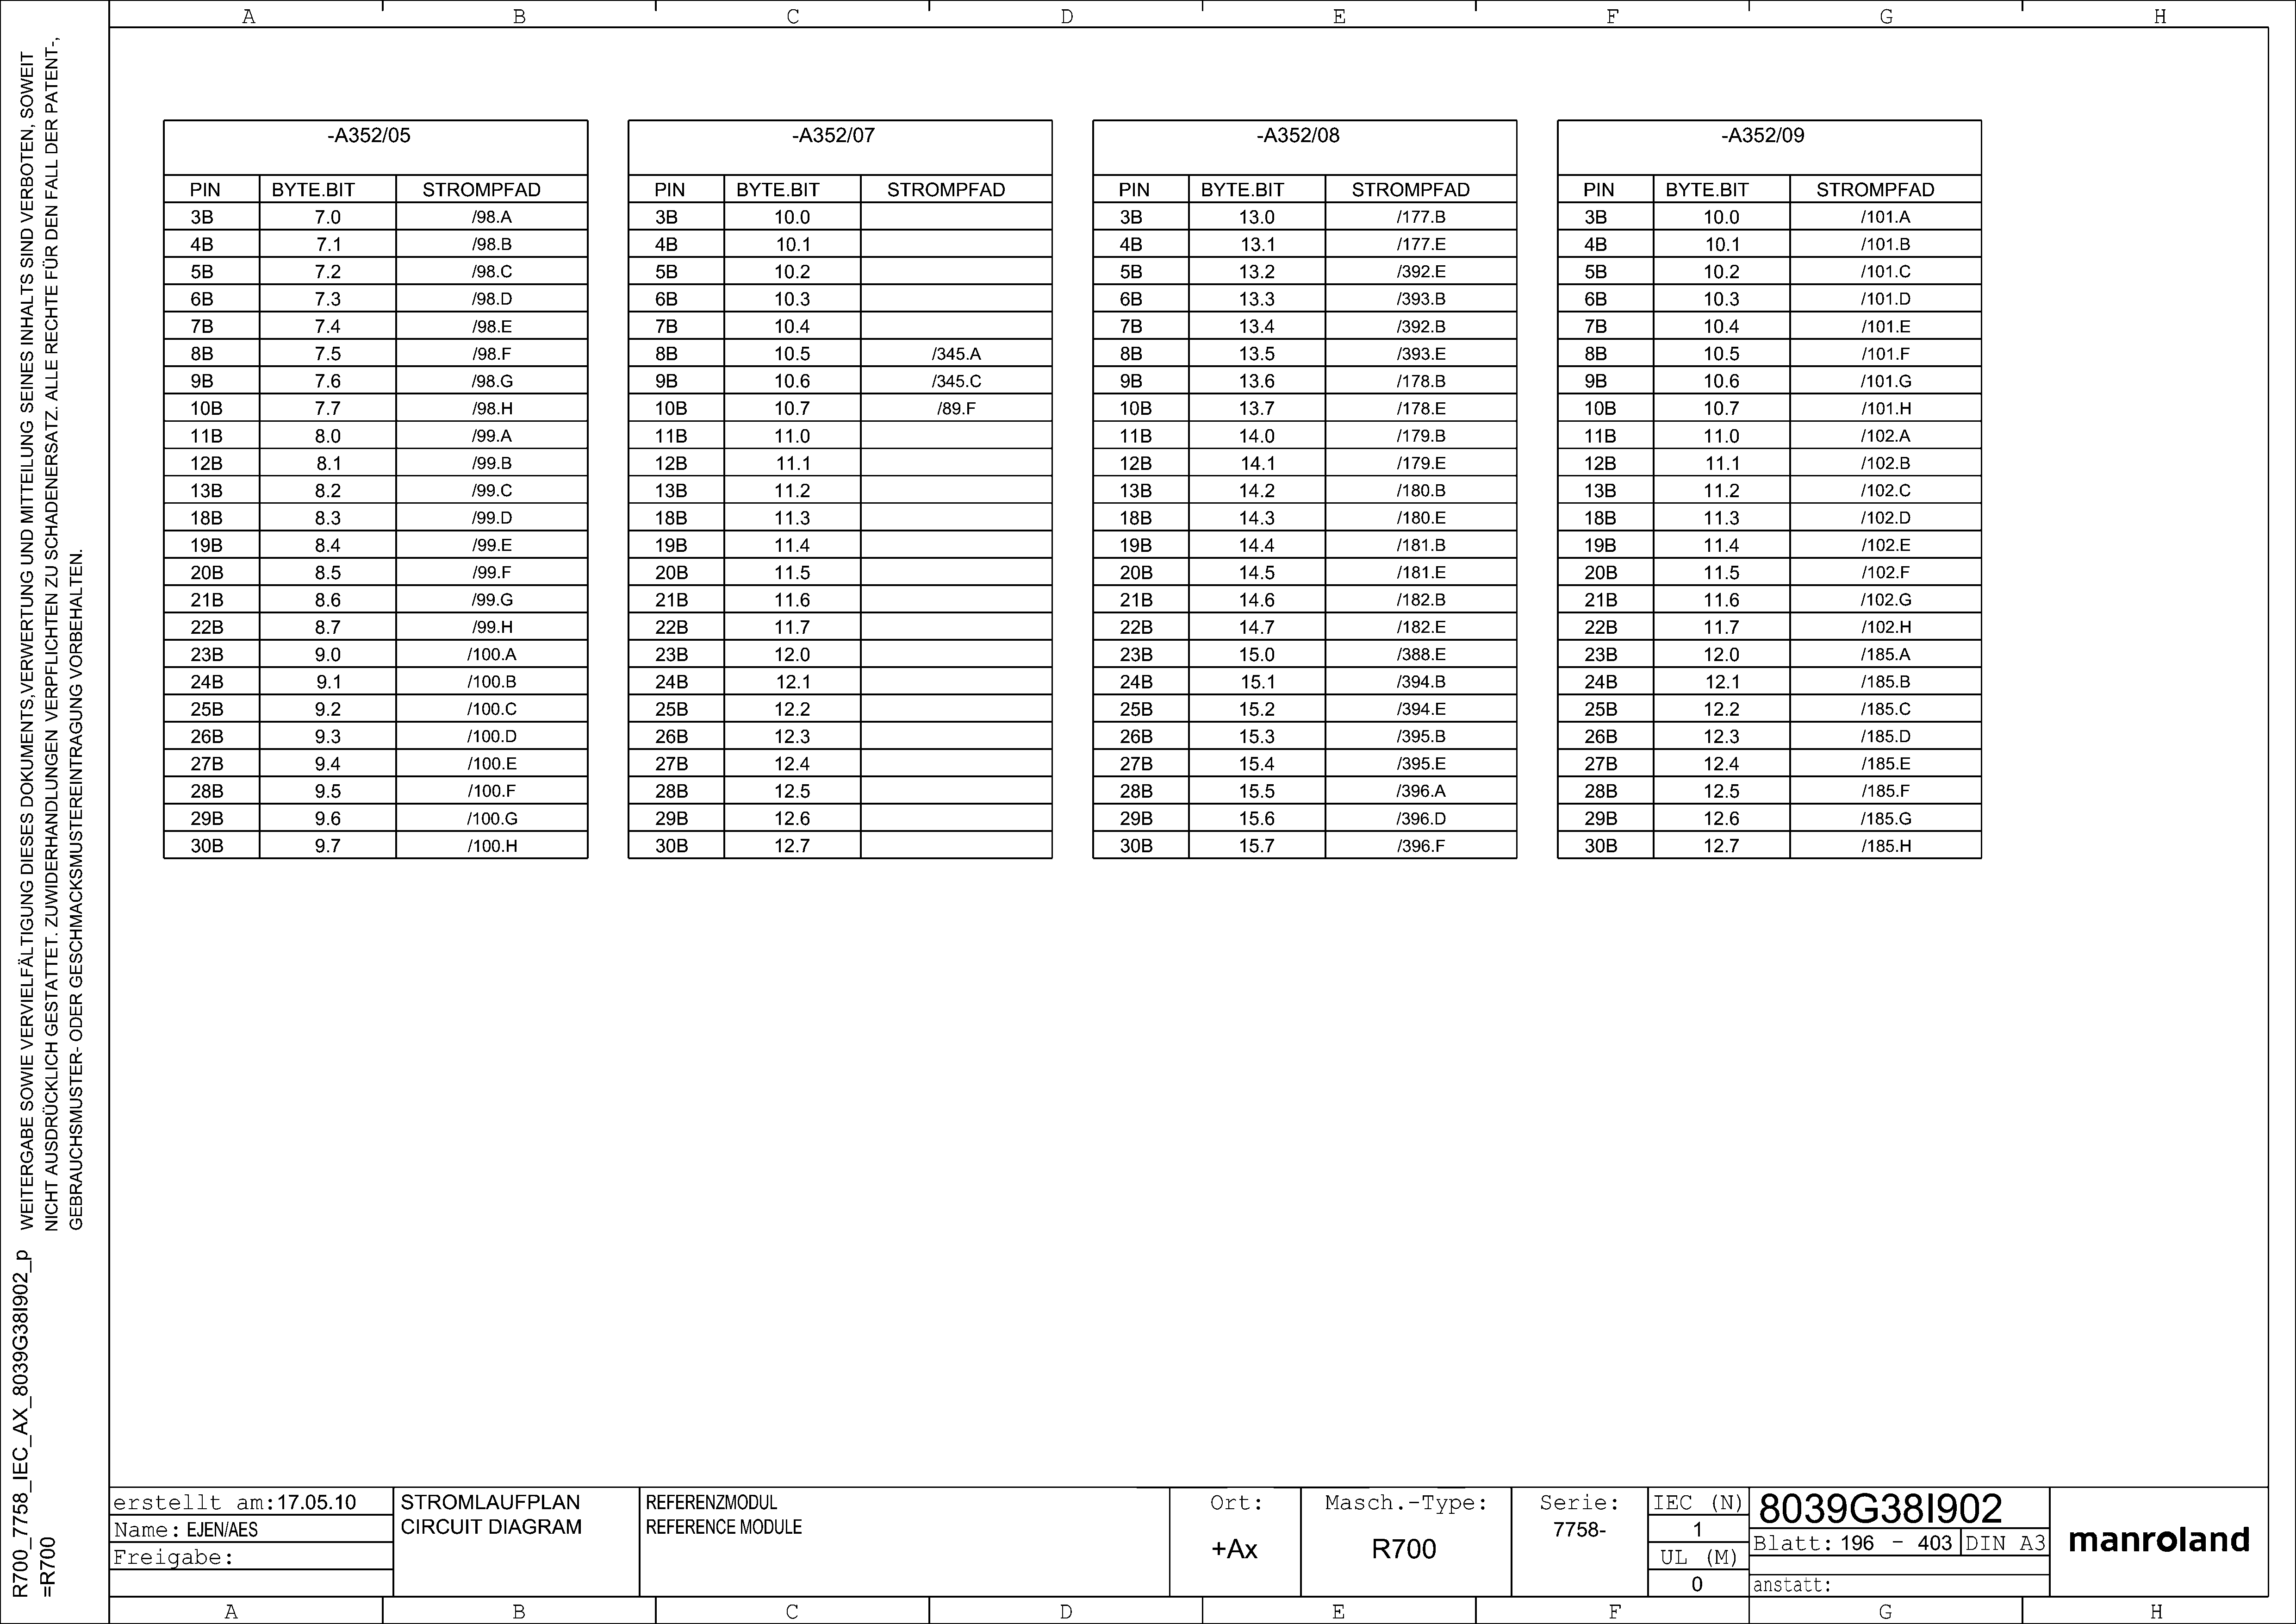 A B C D E F G H
-A352/05 -A352/07 -A352/08 -A352/09
PIN BYTE.BIT STROMPFAD PIN BYTE.BIT STROMPFAD PIN BYTE.BIT STROMPFAD PIN BYTE.BIT STROMPFAD
3B 7.0 /98.A 3B 10.0 3B 13.0 /177.B 3B 10.0 /101.A
4B 7.1 /98.B 4B 10.1 4B 13.1 /177.E 4B 10.1 /101.B
5B 7.2 /98.C 5B 10.2 5B 13.2 /392.E 5B 10.2 /101.C
6B 7.3 /98.D 6B 10.3 6B 13.3 /393.B 6B 10.3 /101.D
7B 7.4 /98.E 7B 10.4 7B 13.4 /392.B 7B 10.4 /101.E
8B 7.5 /98.F 8B 10.5 /345.A 8B 13.5 /393.E 8B 10.5 /101.F
9B 7.6 /98.G 9B 10.6 /345.C 9B 13.6 /178.B 9B 10.6 /101.G
10B 7.7 /98.H 10B 10.7 /89.F 10B 13.7 /178.E 10B 10.7 /101.H
11B 8.0 /99.A 11B 11.0 11B 14.0 /179.B 11B 11.0 /102.A
12B 8.1 /99.B 12B 11.1 12B 14.1 /179.E 12B 11.1 /102.B
13B 8.2 /99.C 13B 11.2 13B 14.2 /180.B 13B 11.2 /102.C
18B 8.3 /99.D 18B 11.3 18B 14.3 /180.E 18B 11.3 /102.D
19B 8.4 /99.E 19B 11.4 19B 14.4 /181.B 19B 11.4 /102.E
20B 8.5 /99.F 20B 11.5 20B 14.5 /181.E 20B 11.5 /102.F
21B 8.6 /99.G 21B 11.6 21B 14.6 /182.B 21B 11.6 /102.G
22B 8.7 /99.H 22B 11.7 22B 14.7 /182.E 22B 11.7 /102.H
23B 9.0 /100.A 23B 12.0 23B 15.0 /388.E 23B 12.0 /185.A
24B 9.1 /100.B 24B 12.1 24B 15.1 /394.B 24B 12.1 /185.B
25B 9.2 /100.C 25B 12.2 25B 15.2 /394.E 25B 12.2 /185.C
26B 9.3 /100.D 26B 12.3 26B 15.3 /395.B 26B 12.3 /185.D
27B 9.4 /100.E 27B 12.4 27B 15.4 /395.E 27B 12.4 /185.E
28B 9.5 /100.F 28B 12.5 28B 15.5 /396.A 28B 12.5 /185.F
29B 9.6 /100.G 29B 12.6 29B 15.6 /396.D 29B 12.6 /185.G
30B 9.7 /100.H 30B 12.7 30B 15.7 /396.F 30B 12.7 /185.H
WEITERGABE SOWIE VERVIELFÄLTIGUNG DIESES DOKUMENTS,VERWERTUNG UND MITTEILUNG SEINES INHALTS SIND VERBOTEN, SOWEIT
NICHT AUSDRÜCKLICH GESTATTET. ZUWIDERHANDLUNGEN VERPFLICHTEN ZU SCHADENERSATZ. ALLE RECHTE FÜR DEN FALL DER PATENT-,
GEBRAUCHSMUSTER- ODER GESCHMACKSMUSTEREINTRAGUNG VORBEHALTEN.
R700_7758_IEC_AX_8039G38I902_p
=R700
erstellt am:17.05.10
Name: EJEN/AES
Freigabe:
STROMLAUFPLAN
CIRCUIT DIAGRAM
REFERENZMODUL
REFERENCE MODULE
Ort:
+Ax
Masch.-Type:
R700
Serie:
7758-
IEC (N)
1
UL (M)
0
8039G38I902
Blatt: 196 - 403 DIN A3
anstatt:
manroland
A B C D E F G H